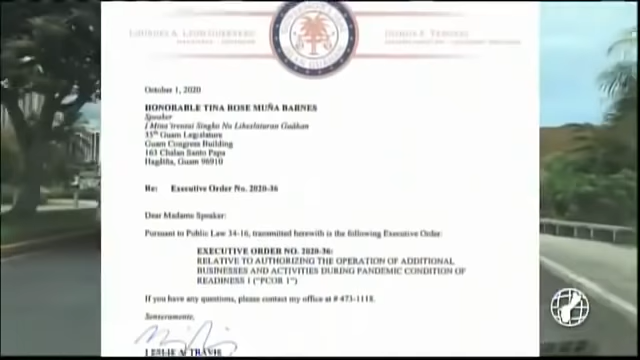 October 1, 2020
HONORABLE TINA ROSE MUÑA BARNES
Speaker
I Mina'trentai Singko Na Liheslaturan Guåhan
35th Guam Legislature
Guam Congress Building
163 Chalan Santo Papa
Hagåtña, Guam 96910
Re: Executive Order No. 2020-36
Dear Madame Speaker:
Pursuant to Public Law 34-16, transmitted herewith is the following Executive Order:
EXECUTIVE ORDER NO. 2020-36:
RELATIVE TO AUTHORIZING THE OPERATION OF ADDITIONAL
BUSINESSES AND ACTIVITIES DURING PANDEMIC CONDITION OF
READINESS 1 ("PCOR 1")
If you have any questions, please contact my office at # 473-1118.
Senseramente,
LESLIE A. TRAVIS